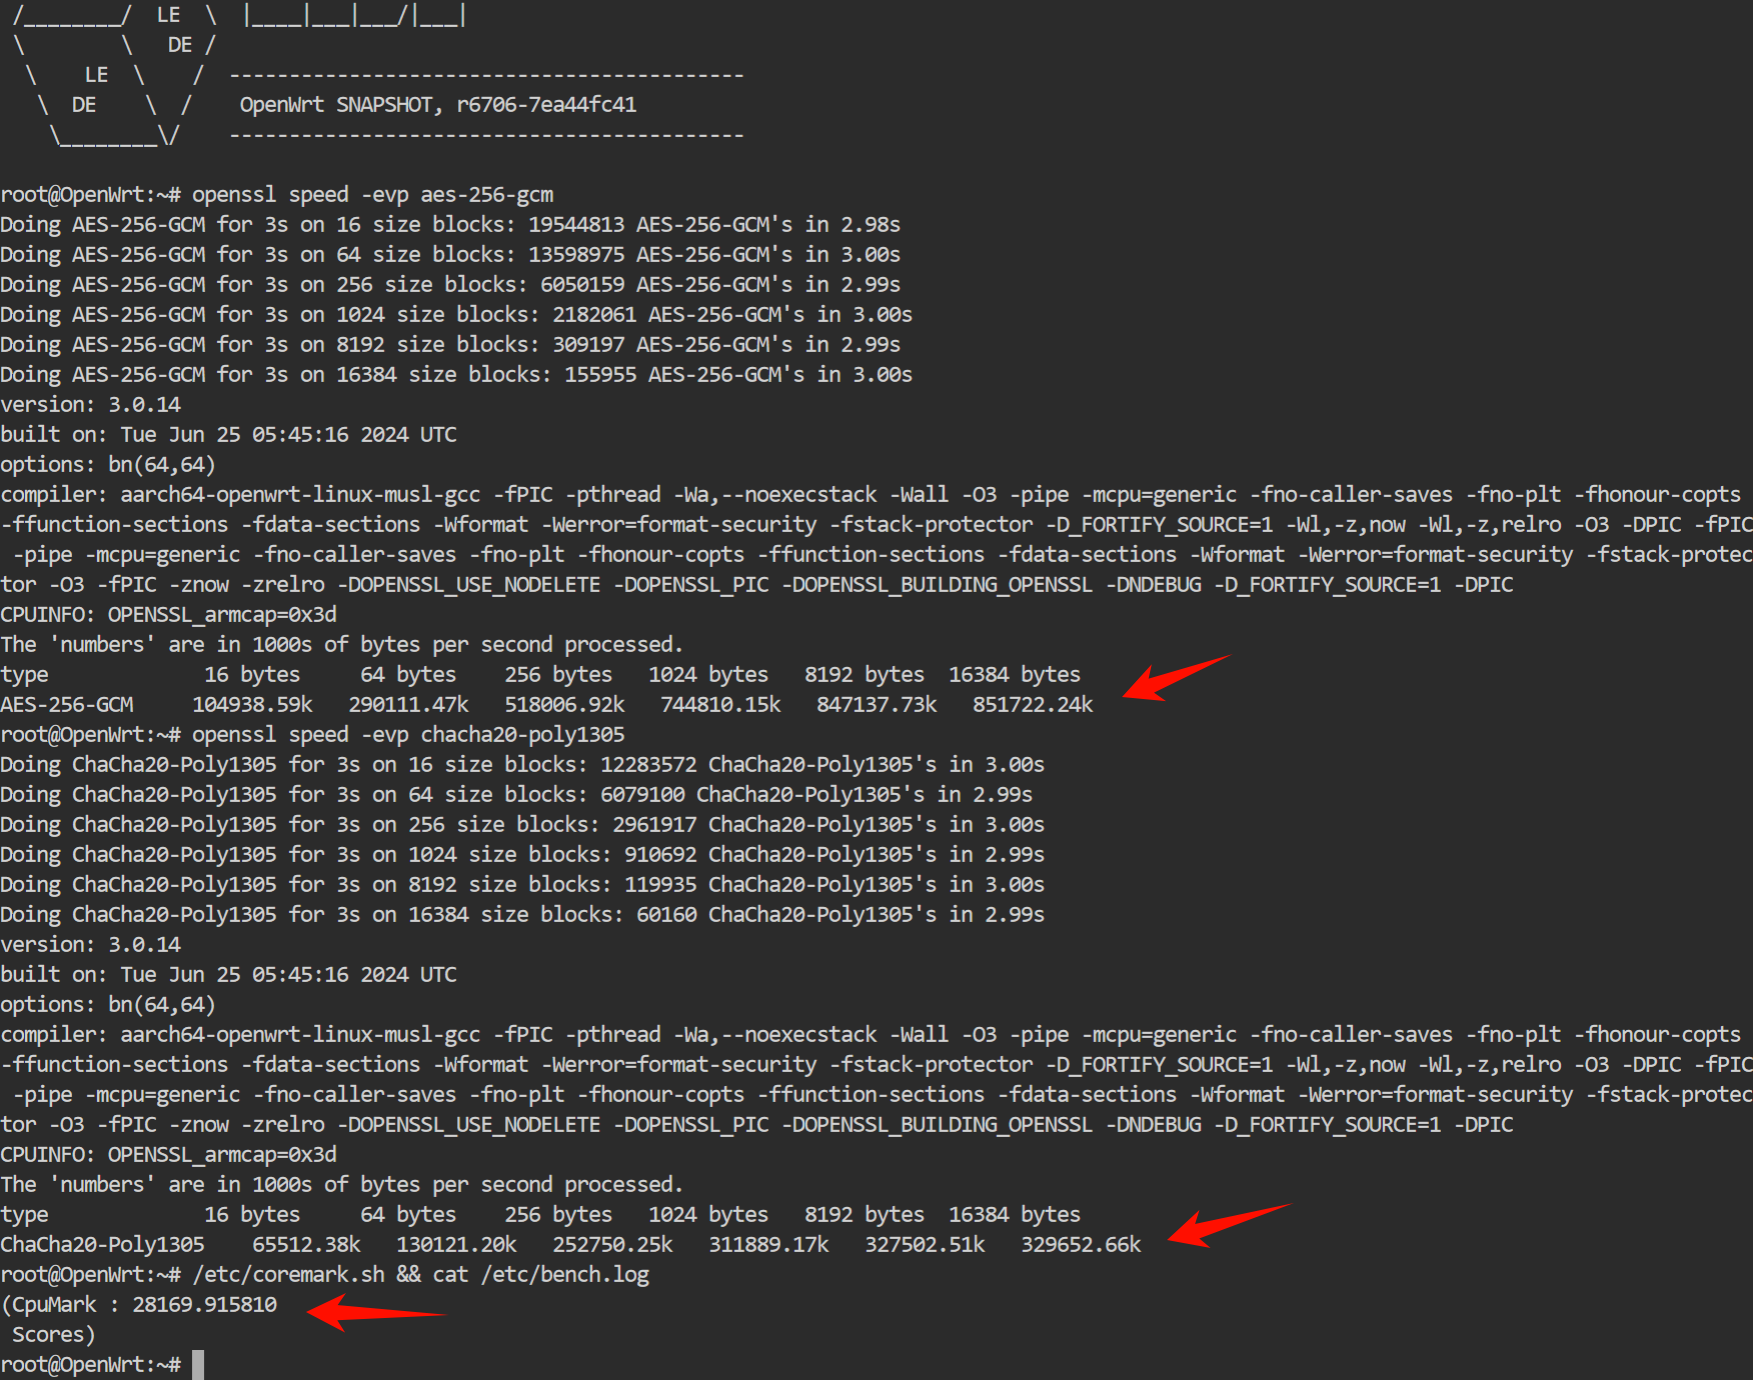 /________/  LE  \  |____|___|___/|___|
\        \   DE /
 \    LE  \    /  -------------------------------------------
  \  DE    \  /    OpenWrt SNAPSHOT, r6706-7ea44fc41
   \________\/    -------------------------------------------
root@OpenWrt:~# openssl speed -evp aes-256-gcm
Doing AES-256-GCM for 3s on 16 size blocks: 19544813 AES-256-GCM's in 2.98s
Doing AES-256-GCM for 3s on 64 size blocks: 13598975 AES-256-GCM's in 3.00s
Doing AES-256-GCM for 3s on 256 size blocks: 6050159 AES-256-GCM's in 2.99s
Doing AES-256-GCM for 3s on 1024 size blocks: 2182061 AES-256-GCM's in 3.00s
Doing AES-256-GCM for 3s on 8192 size blocks: 309197 AES-256-GCM's in 2.99s
Doing AES-256-GCM for 3s on 16384 size blocks: 155955 AES-256-GCM's in 3.00s
version: 3.0.14
built on: Tue Jun 25 05:45:16 2024 UTC
options: bn(64,64)
compiler: aarch64-openwrt-linux-musl-gcc -fPIC -pthread -Wa,--noexecstack -Wall -O3 -pipe -mcpu=generic -fno-caller-saves -fno-plt -fhonour-copts
-ffunction-sections -fdata-sections -Wformat -Werror=format-security -fstack-protector -D_FORTIFY_SOURCE=1 -Wl,-z,now -Wl,-z,relro -O3 -DPIC -fPIC
 -pipe -mcpu=generic -fno-caller-saves -fno-plt -fhonour-copts -ffunction-sections -fdata-sections -Wformat -Werror=format-security -fstack-protec
tor -O3 -fPIC -znow -zrelro -DOPENSSL_USE_NODELETE -DOPENSSL_PIC -DOPENSSL_BUILDING_OPENSSL -DNDEBUG -D_FORTIFY_SOURCE=1 -DPIC
CPUINFO: OPENSSL_armcap=0x3d
The 'numbers' are in 1000s of bytes per second processed.
type             16 bytes     64 bytes    256 bytes   1024 bytes   8192 bytes  16384 bytes
AES-256-GCM     104938.59k   290111.47k   518006.92k   744810.15k   847137.73k   851722.24k
root@OpenWrt:~# openssl speed -evp chacha20-poly1305
Doing ChaCha20-Poly1305 for 3s on 16 size blocks: 12283572 ChaCha20-Poly1305's in 3.00s
Doing ChaCha20-Poly1305 for 3s on 64 size blocks: 6079100 ChaCha20-Poly1305's in 2.99s
Doing ChaCha20-Poly1305 for 3s on 256 size blocks: 2961917 ChaCha20-Poly1305's in 3.00s
Doing ChaCha20-Poly1305 for 3s on 1024 size blocks: 910692 ChaCha20-Poly1305's in 2.99s
Doing ChaCha20-Poly1305 for 3s on 8192 size blocks: 119935 ChaCha20-Poly1305's in 3.00s
Doing ChaCha20-Poly1305 for 3s on 16384 size blocks: 60160 ChaCha20-Poly1305's in 2.99s
version: 3.0.14
built on: Tue Jun 25 05:45:16 2024 UTC
options: bn(64,64)
compiler: aarch64-openwrt-linux-musl-gcc -fPIC -pthread -Wa,--noexecstack -Wall -O3 -pipe -mcpu=generic -fno-caller-saves -fno-plt -fhonour-copts
-ffunction-sections -fdata-sections -Wformat -Werror=format-security -fstack-protector -D_FORTIFY_SOURCE=1 -Wl,-z,now -Wl,-z,relro -O3 -DPIC -fPIC
 -pipe -mcpu=generic -fno-caller-saves -fno-plt -fhonour-copts -ffunction-sections -fdata-sections -Wformat -Werror=format-security -fstack-protec
tor -O3 -fPIC -znow -zrelro -DOPENSSL_USE_NODELETE -DOPENSSL_PIC -DOPENSSL_BUILDING_OPENSSL -DNDEBUG -D_FORTIFY_SOURCE=1 -DPIC
CPUINFO: OPENSSL_armcap=0x3d
The 'numbers' are in 1000s of bytes per second processed.
type             16 bytes     64 bytes    256 bytes   1024 bytes   8192 bytes  16384 bytes
ChaCha20-Poly1305    65512.38k   130121.20k   252750.25k   311889.17k   327502.51k   329652.66k
root@OpenWrt:~# /etc/coremark.sh && cat /etc/bench.log
(CpuMark : 28169.915810
 Scores)
root@OpenWrt:~#